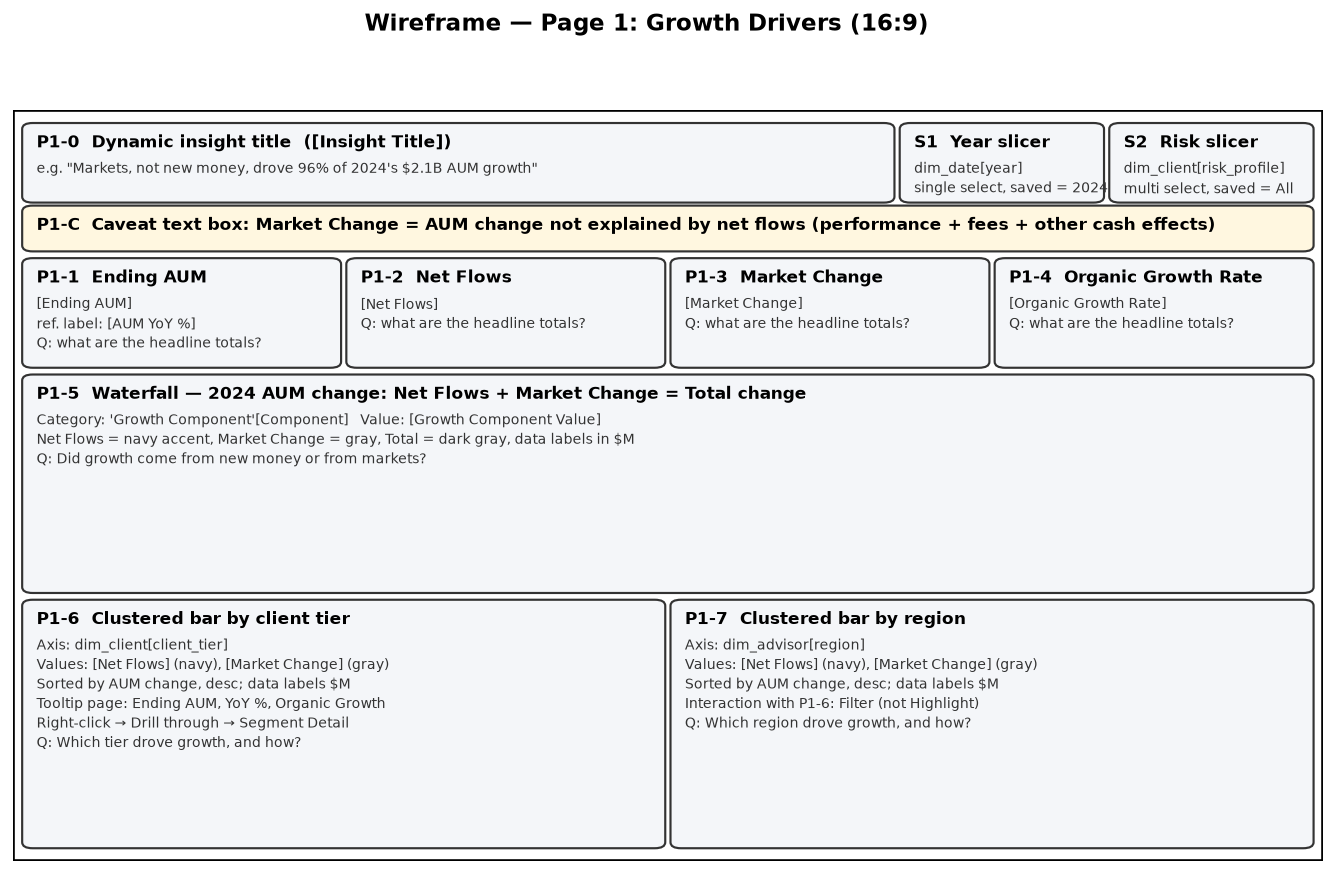 Wireframe — Page 1: Growth Drivers (16:9)
P1-0  Dynamic insight title  ([Insight Title])
e.g. "Markets, not new money, drove 96% of 2024's $2.1B AUM growth"
S1  Year slicer
dim_date[year]
single select, saved = 2024
S2  Risk slicer
dim_client[risk_profile]
multi select, saved = All
P1-C  Caveat text box: Market Change = AUM change not explained by net flows (performance + fees + other cash effects)
P1-1  Ending AUM
[Ending AUM]
ref. label: [AUM YoY %]
Q: what are the headline totals?
P1-2  Net Flows
[Net Flows]
Q: what are the headline totals?
P1-3  Market Change
[Market Change]
Q: what are the headline totals?
P1-4  Organic Growth Rate
[Organic Growth Rate]
Q: what are the headline totals?
P1-5  Waterfall — 2024 AUM change: Net Flows + Market Change = Total change
Category: 'Growth Component'[Component]   Value: [Growth Component Value]
Net Flows = navy accent, Market Change = gray, Total = dark gray, data labels in $M
Q: Did growth come from new money or from markets?
P1-6  Clustered bar by client tier
Axis: dim_client[client_tier]
Values: [Net Flows] (navy), [Market Change] (gray)
Sorted by AUM change, desc; data labels $M
Tooltip page: Ending AUM, YoY %, Organic Growth
Right-click → Drill through → Segment Detail
Q: Which tier drove growth, and how?
P1-7  Clustered bar by region
Axis: dim_advisor[region]
Values: [Net Flows] (navy), [Market Change] (gray)
Sorted by AUM change, desc; data labels $M
Interaction with P1-6: Filter (not Highlight)
Q: Which region drove growth, and how?